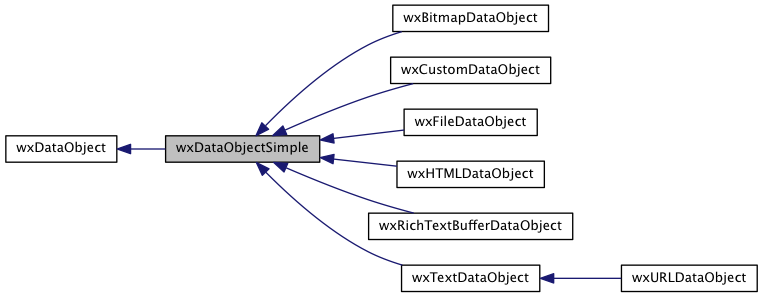 wxBitmapDataObject
wxCustomDataObject
wxFileDataObject
wxDataObject
wxDataObjectSimple
wxHTMLDataObject
wxRichTextBufferDataObject
wxTextDataObject
wxURLDataObject